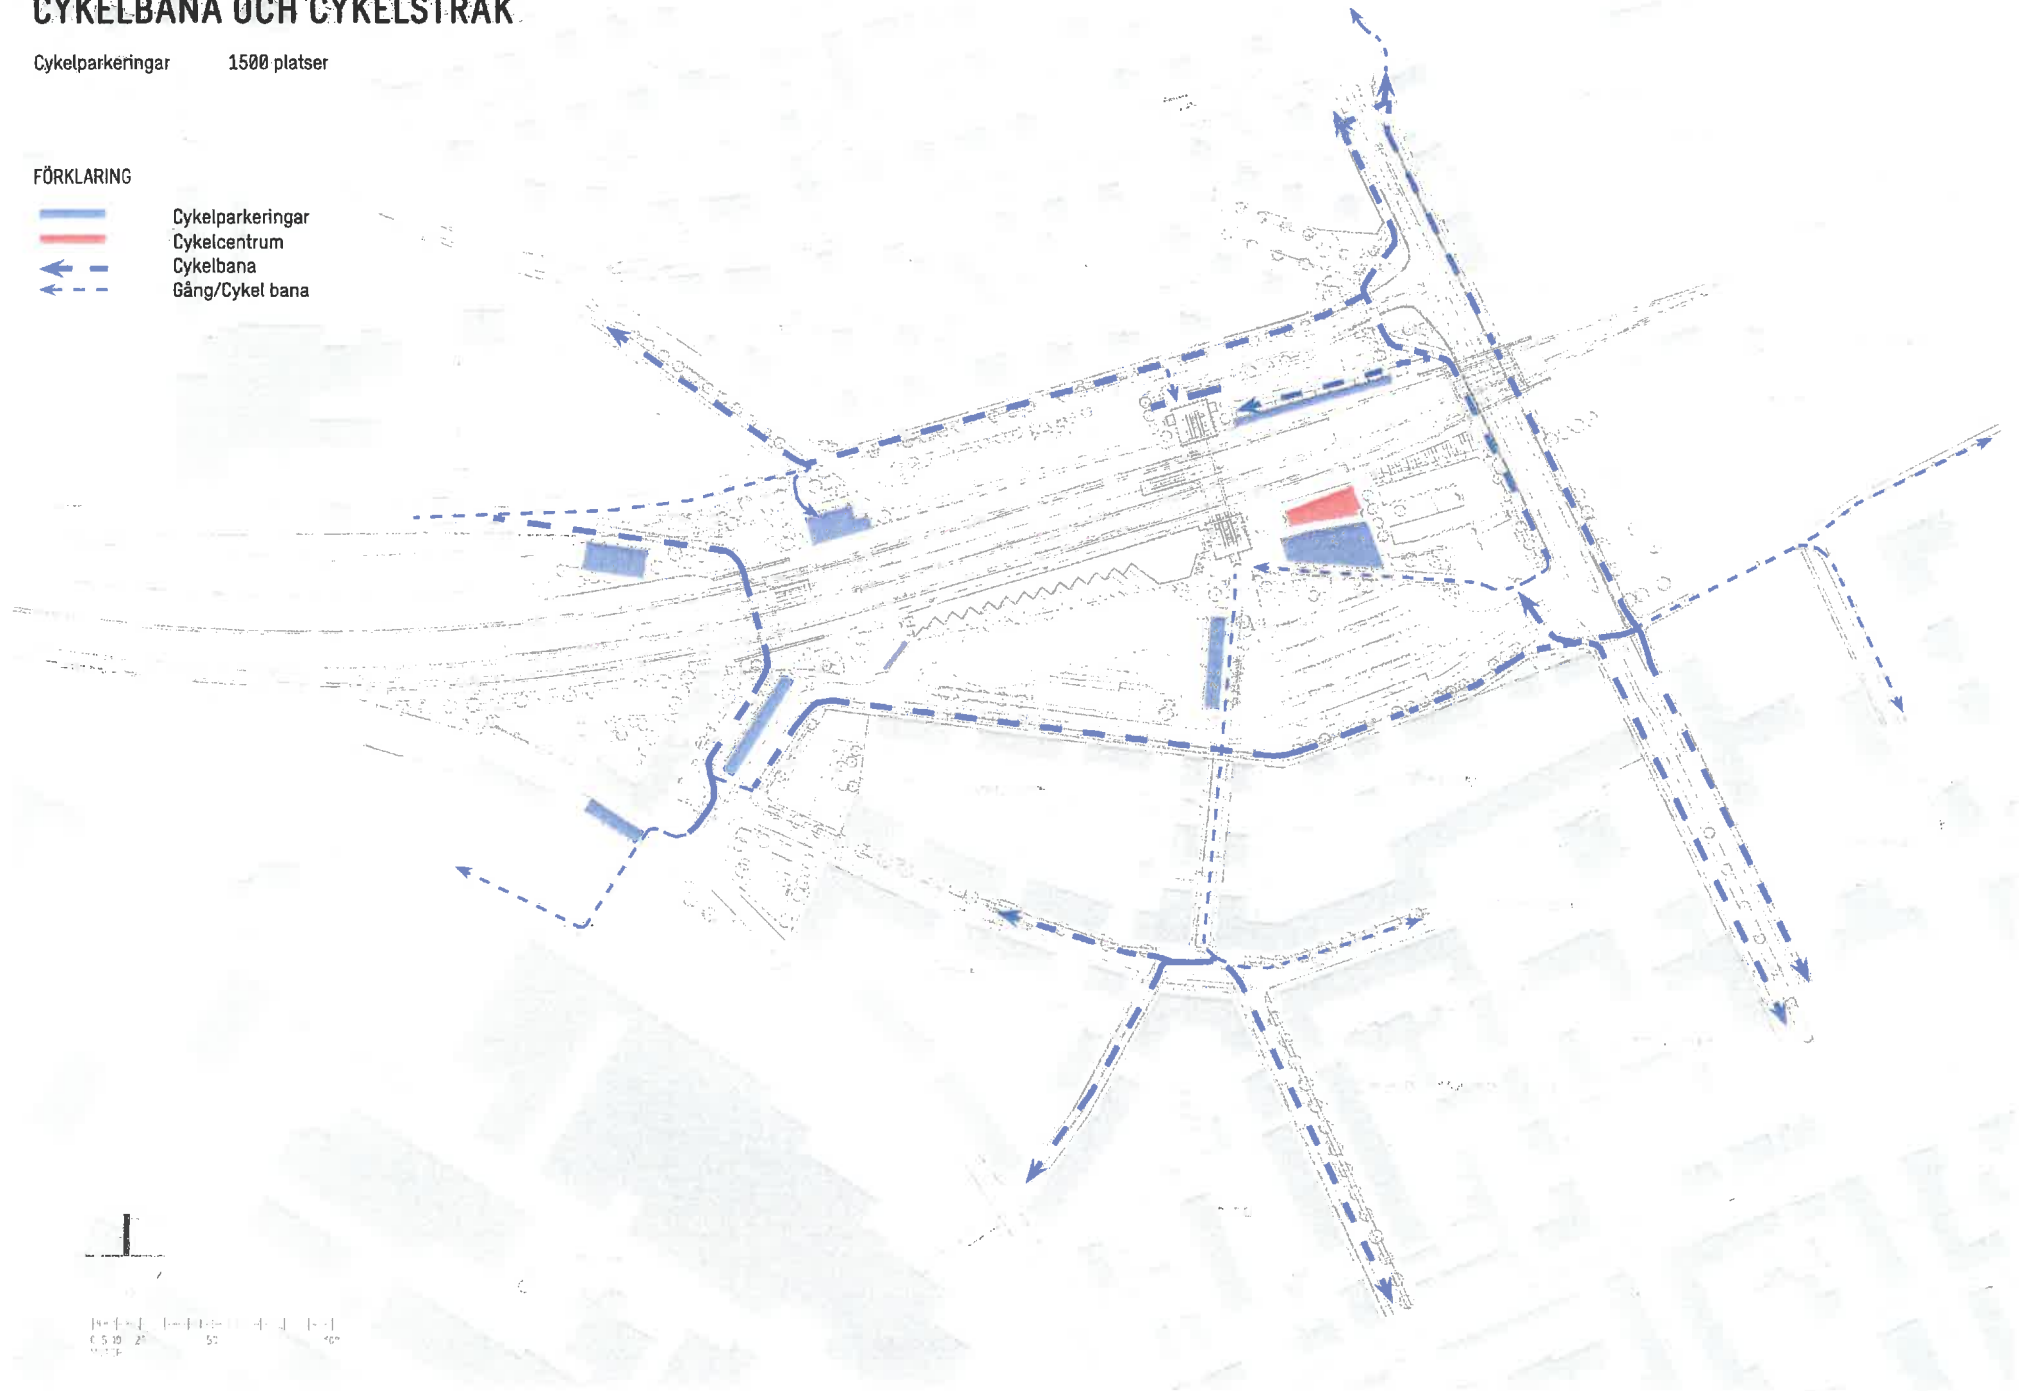 CYKELBANA OCH CYKELSTRÅK
Cykelparkeringar 1500 platser
FÖRKLARING
Cykelparkeringar
Cykelcentrum
Cykelbana
Gång/Cykel bana